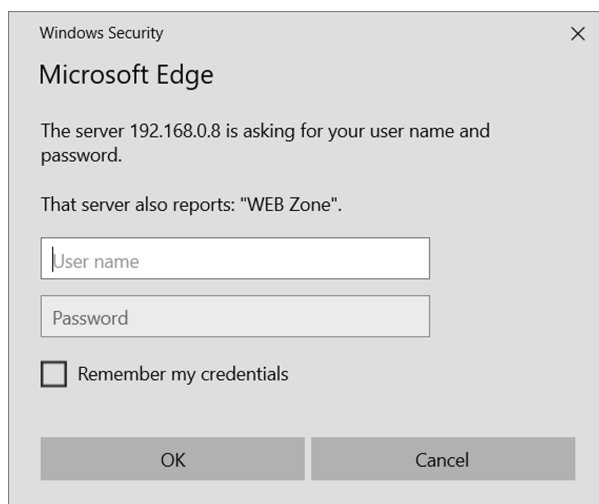 Windows Security
Microsoft Edge
The server 192.168.0.8 is asking for your user name and
password.
That server also reports: "WEB Zone".
User name
Password
Remember my credentials
OK
Cancel